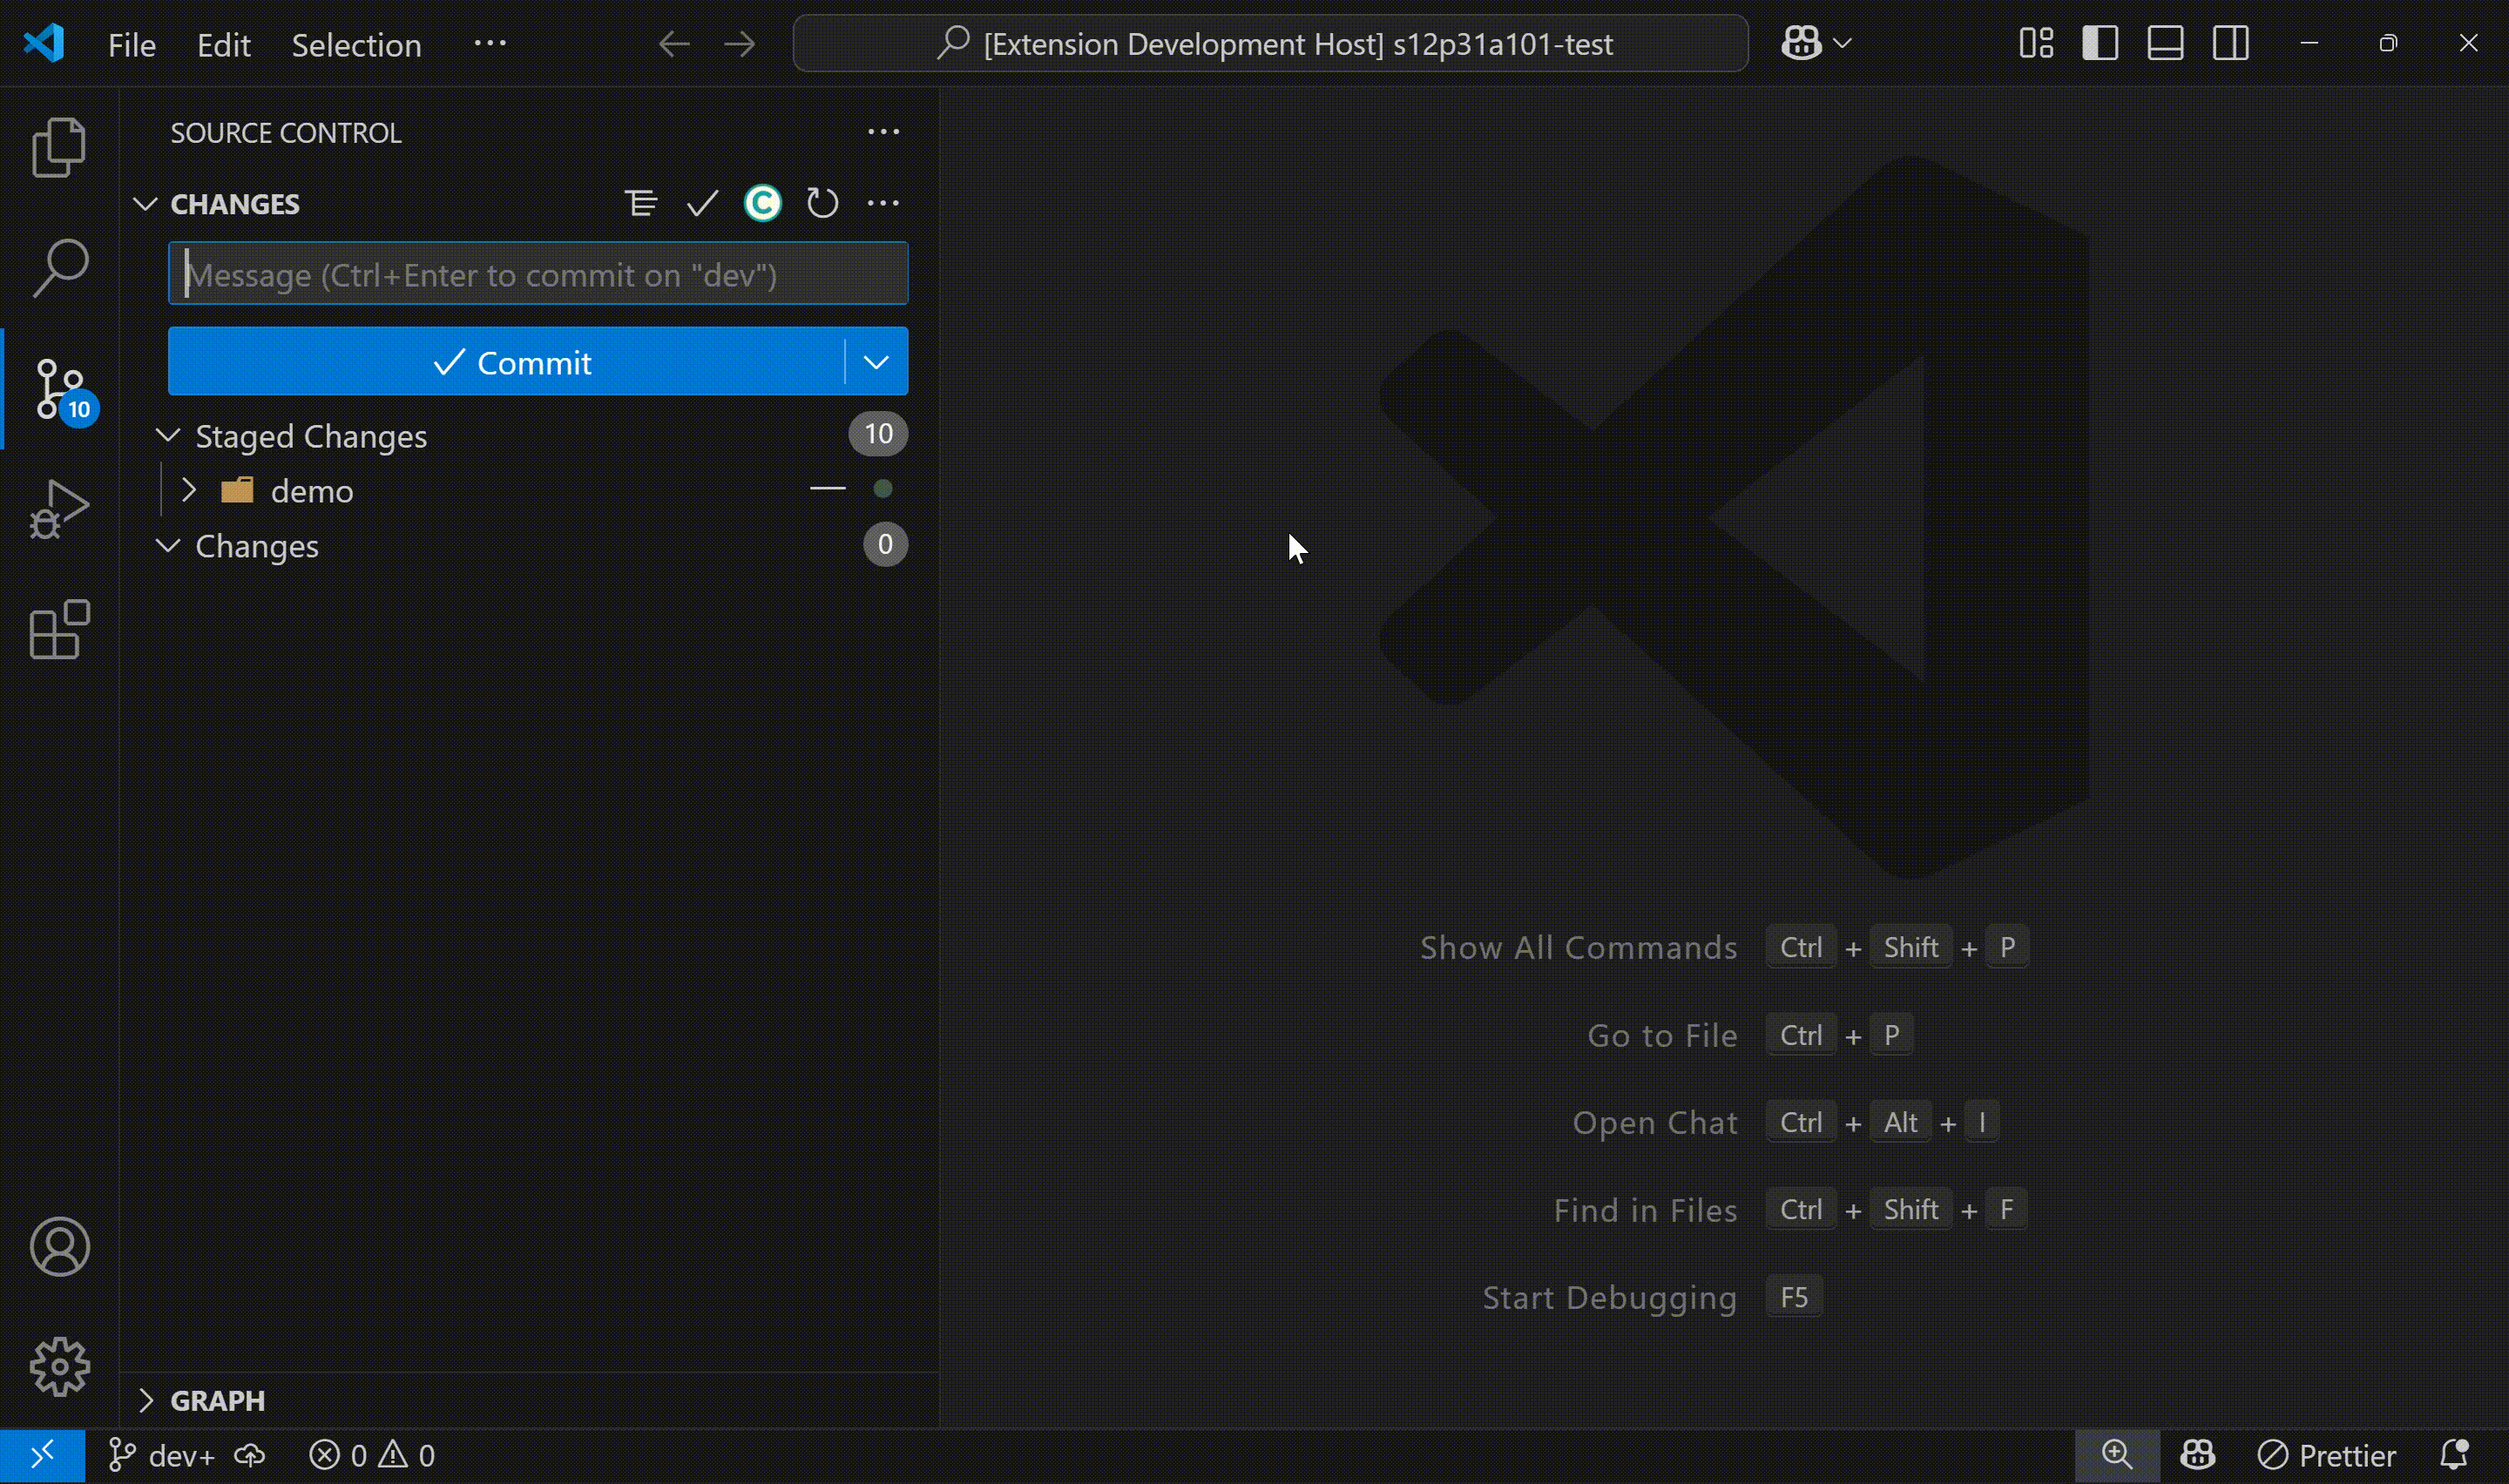 File Edit Selection ··· [Extension Development Host] s12p31a101-test
SOURCE CONTROL
CHANGES
Message (Ctrl+Enter to commit on "dev")
Commit
10
Staged Changes 10
demo
Changes 0
Show All Commands Ctrl + Shift + P
Go to File Ctrl + P
Open Chat Ctrl + Alt + I
Find in Files Ctrl + Shift + F
Start Debugging F5
GRAPH
dev+ 0 0 Prettier